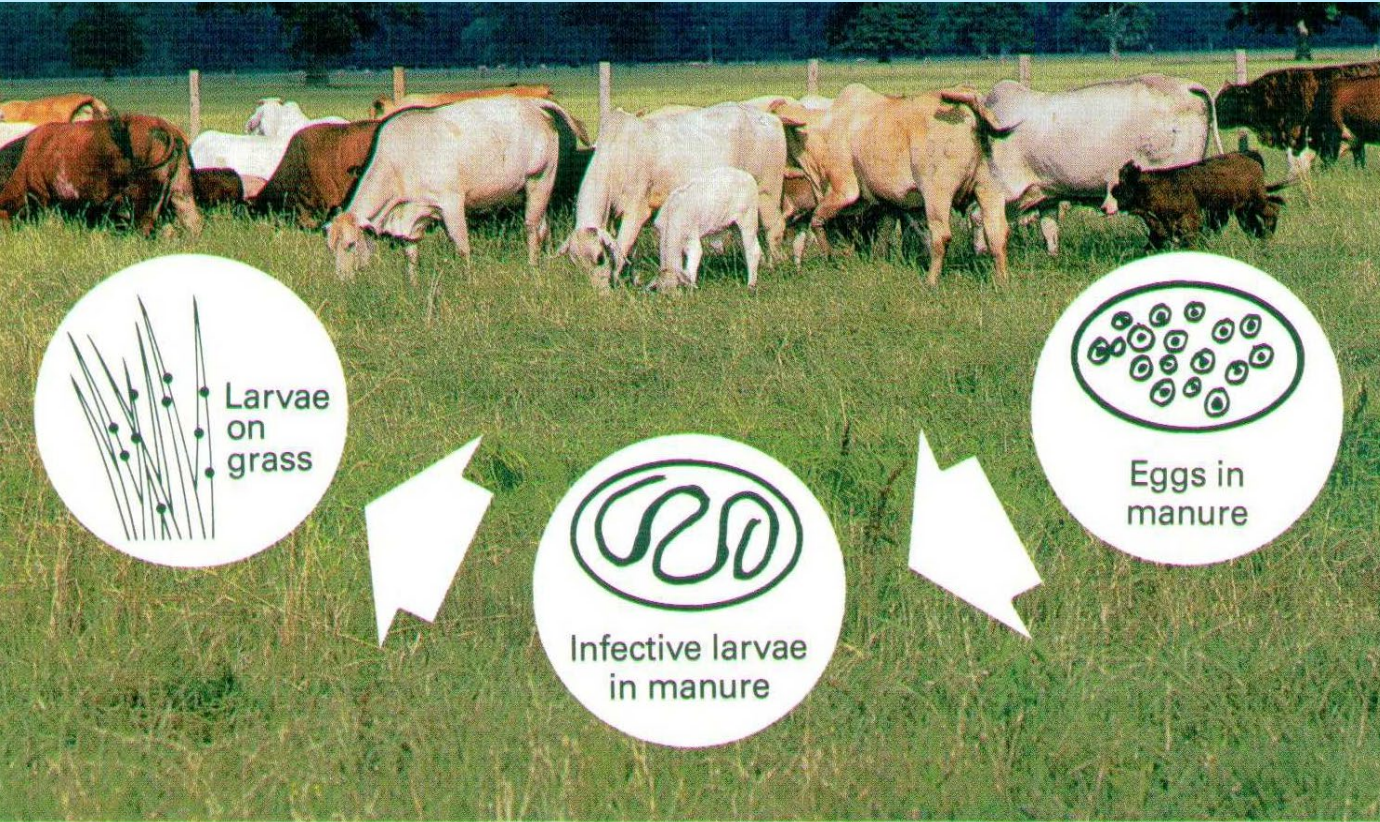 Larvae
on
grass
Infective larvae
in manure
Eggs in
manure